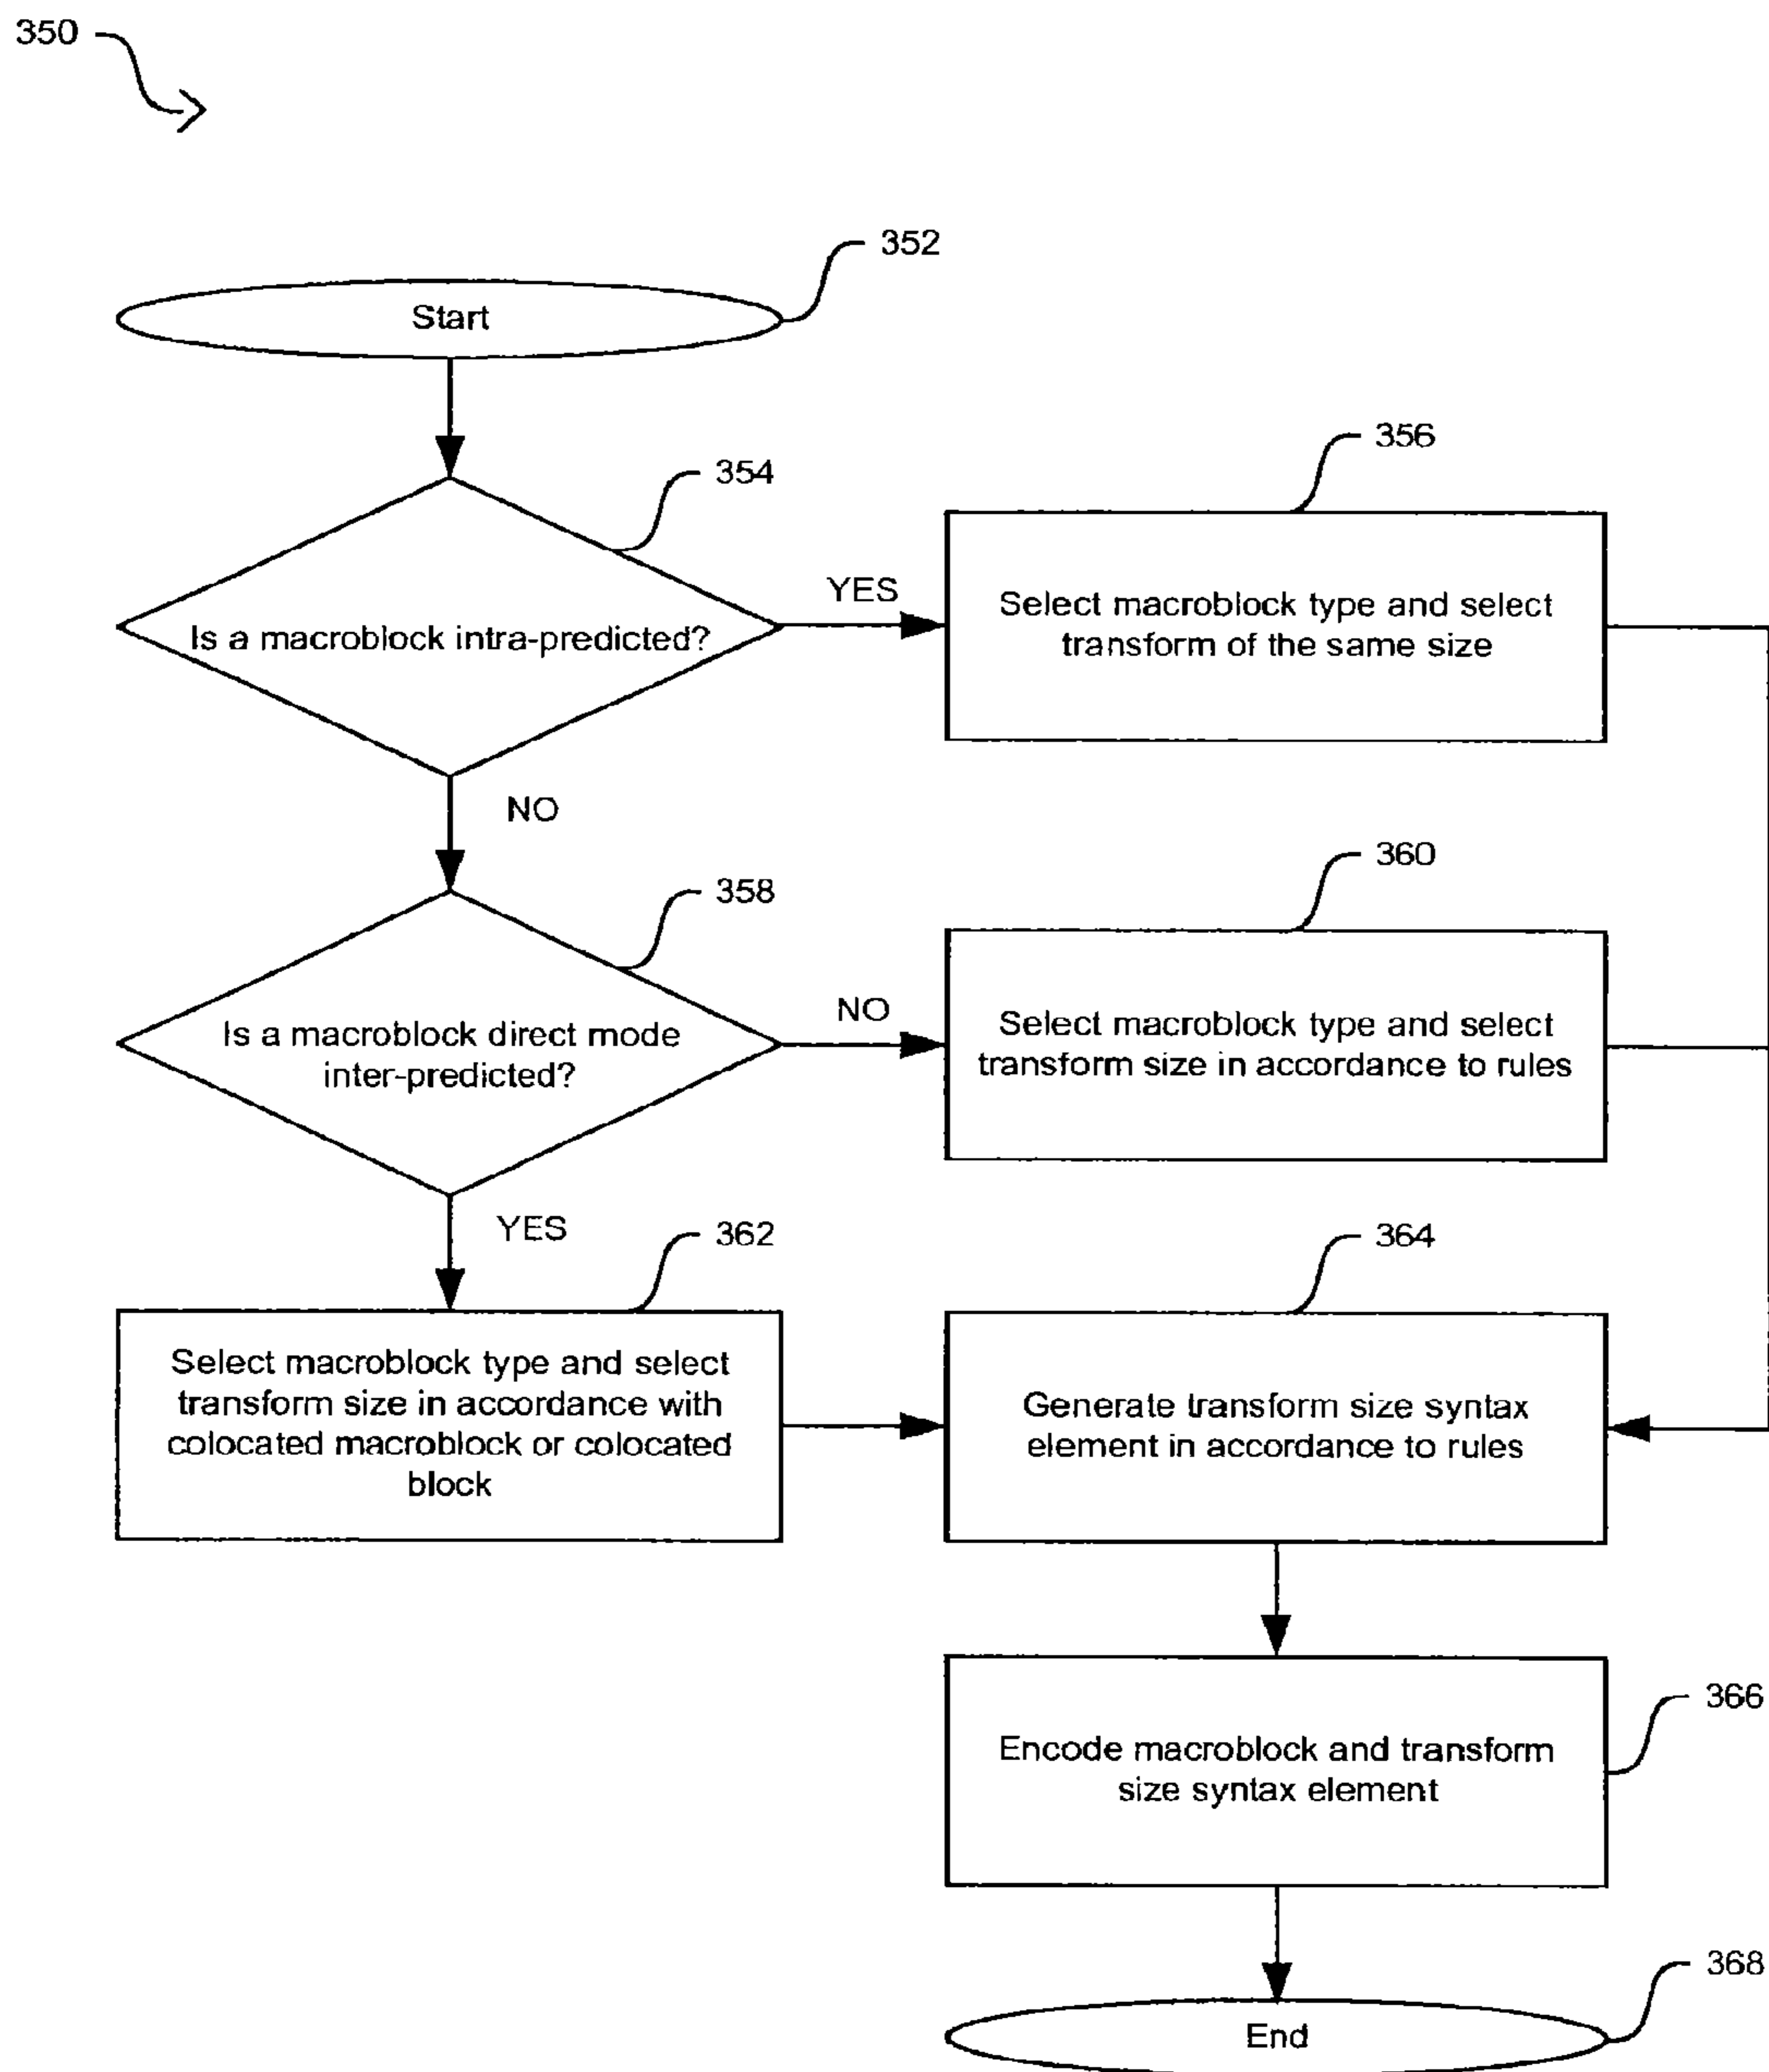 350
352
Start
354
356
Is a macroblock intra-predicted?
YES
Select macroblock type and select
transform of the same size
NO
358
360
Is a macroblock direct mode
inter-predicted?
NO
Select macroblock type and select
transform size in accordance to rules
YES
362
364
Select macroblock type and select
transform size in accordance with
colocated macroblock or colocated
block
Generate transform size syntax
element in accordance to rules
366
Encode macroblock and transform
size syntax element
368
End